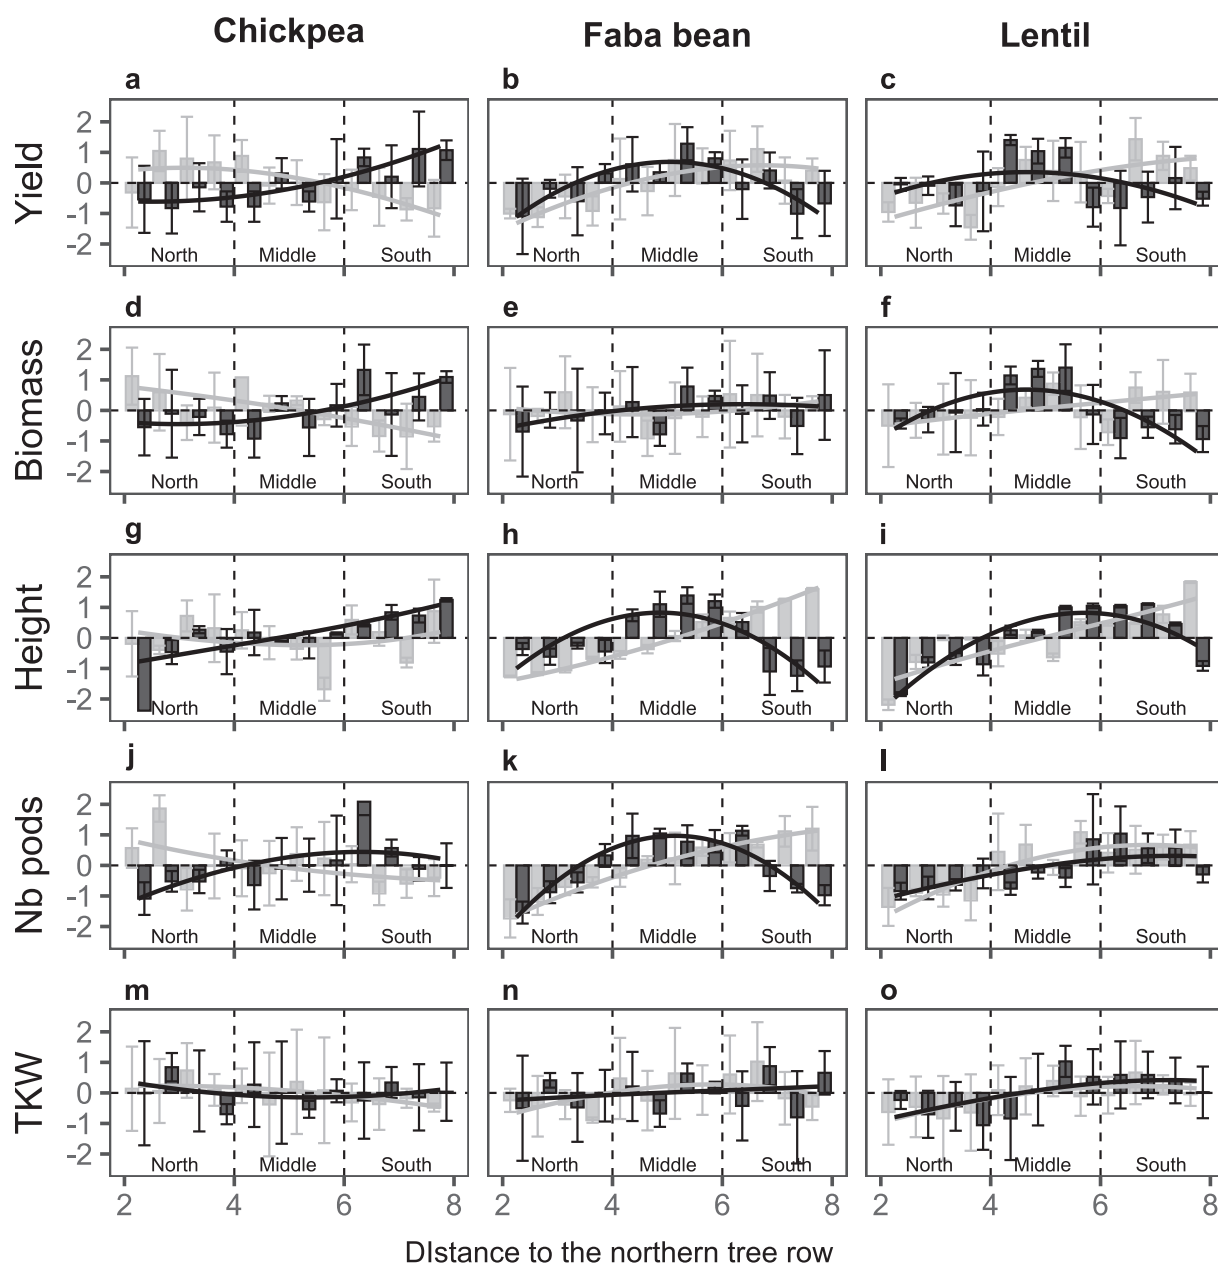 Chickpea Faba bean Lentil
a b c
Yield
2
1
0
-1
-2
North Middle South North Middle South North Middle South
d e f
Biomass
2
1
0
-1
-2
North Middle South North Middle South North Middle South
g h i
Height
2
1
0
-1
-2
North Middle South North Middle South North Middle South
j k l
Nb pods
2
1
0
-1
-2
North Middle South North Middle South North Middle South
m n o
TKW
2
1
0
-1
-2
North Middle South North Middle South North Middle South
2 4 6 8 2 4 6 8 2 4 6 8
DIstance to the northern tree row